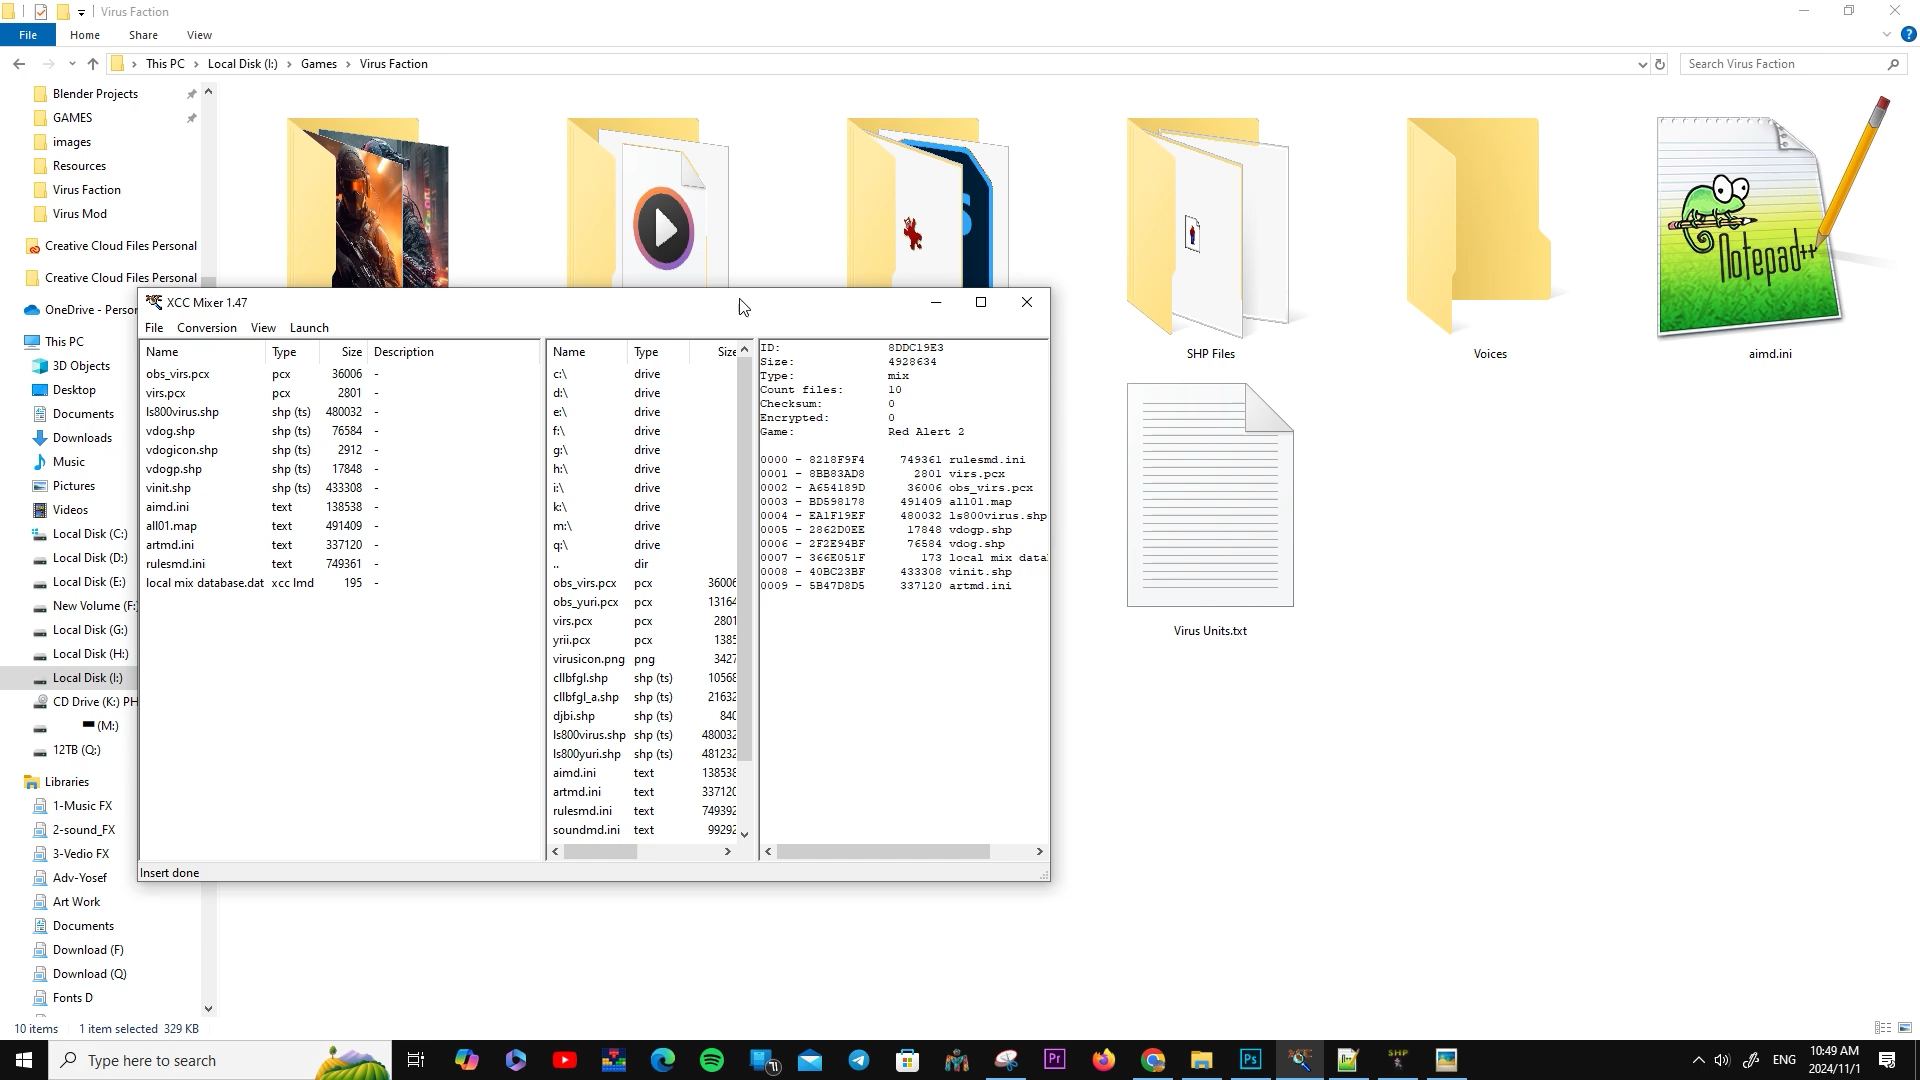 Virus Faction
File Home Share View
This PC Local Disk (I:) Games Virus Faction
Search Virus Faction
Blender Projects
GAMES
images
Resources
Virus Faction
Virus Mod
Creative Cloud Files Personal
Creative Cloud Files Personal
OneDrive - Person
This PC
3D Objects
Desktop
Documents
Downloads
Music
Pictures
Videos
Local Disk (C:)
Local Disk (D:)
Local Disk (E:)
New Volume (F:)
Local Disk (G:)
Local Disk (H:)
Local Disk (I:)
CD Drive (K:) PH
(M:)
12TB (Q:)
Libraries
1-Music FX
2-sound_FX
3-Vedio FX
Adv-Yosef
Art Work
Documents
Download (F)
Download (Q)
Fonts D
Notepad++
SHP Files
Voices
aimd.ini
Virus Units.txt
XCC Mixer 1.47
File Conversion View Launch
Name Type Size Description
obs_virs.pcx pcx 36006 -
virs.pcx pcx 2801 -
ls800virus.shp shp (ts) 480032 -
vdog.shp shp (ts) 76584 -
vdogicon.shp shp (ts) 2912 -
vdogp.shp shp (ts) 17848 -
vinit.shp shp (ts) 433308 -
aimd.ini text 138538 -
all01.map text 491409 -
artmd.ini text 337120 -
rulesmd.ini text 749361 -
local mix database.dat xcc lmd 195 -
Name Type Size
c:\ drive
d:\ drive
e:\ drive
f:\ drive
g:\ drive
h:\ drive
i:\ drive
k:\ drive
m:\ drive
q:\ drive
.. dir
obs_virs.pcx pcx 36006
obs_yuri.pcx pcx 13164
virs.pcx pcx 2801
yrii.pcx pcx 1385
virusicon.png png 3427
cllbfgl.shp shp (ts) 10568
cllbfgl_a.shp shp (ts) 21632
djbi.shp shp (ts) 840
ls800virus.shp shp (ts) 480032
ls800yuri.shp shp (ts) 481232
aimd.ini text 138538
artmd.ini text 337120
rulesmd.ini text 749392
soundmd.ini text 99292
ID: 8DDC19E3
Size: 4928634
Type: mix
Count files: 10
Checksum: 0
Encrypted: 0
Game: Red Alert 2
0000 - 8218F9F4 749361 rulesmd.ini
0001 - 8BB83AD8 2801 virs.pcx
0002 - A654189D 36006 obs_virs.pcx
0003 - BD598178 491409 all01.map
0004 - EA1F19EF 480032 ls800virus.shp
0005 - 2862D0EE 17848 vdogp.shp
0006 - 2F2E94BF 76584 vdog.shp
0007 - 366E051F 173 local mix data
0008 - 40BC23BF 433308 vinit.shp
0009 - 5B47D8D5 337120 artmd.ini
Insert done
10 items 1 item selected 329 KB
Type here to search
Pr
Ps
SHP
ENG
10:49 AM
2024/11/1